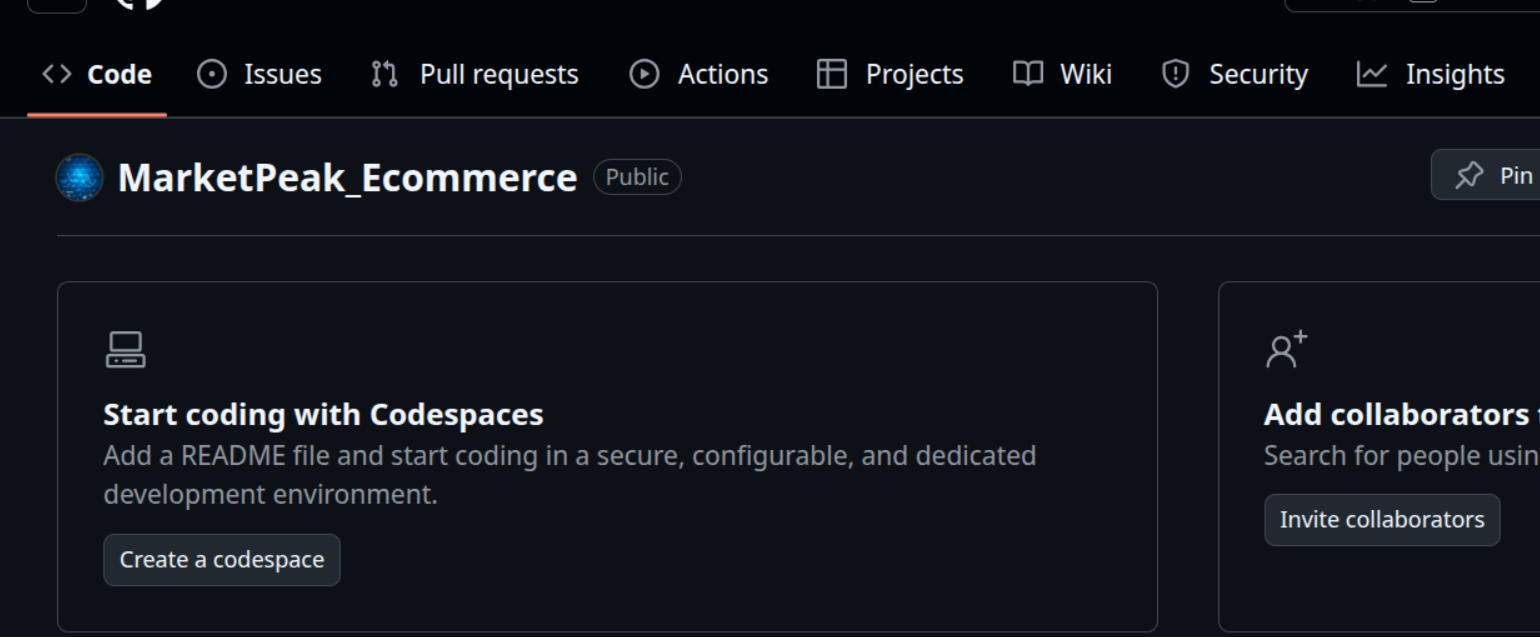 Code Issues Pull requests Actions Projects Wiki Security Insights
MarketPeak_Ecommerce Public Pin
Start coding with Codespaces
Add a README file and start coding in a secure, configurable, and dedicated
development environment.
Create a codespace
Add collaborators
Search for people usin
Invite collaborators